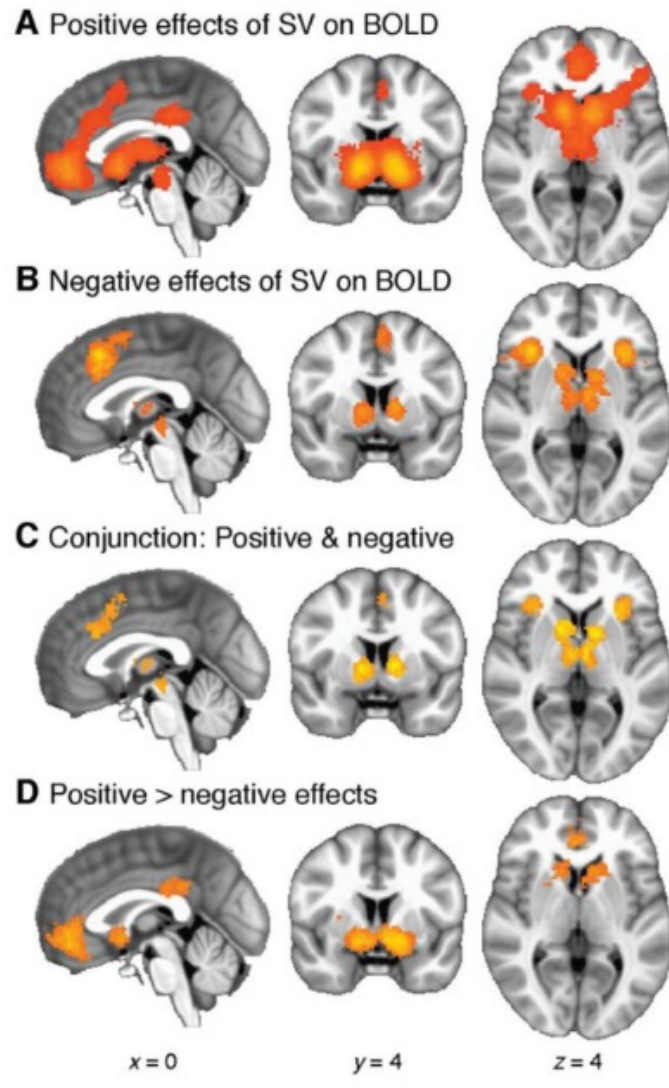 A Positive effects of SV on BOLD
B Negative effects of SV on BOLD
C Conjunction: Positive & negative
D Positive > negative effects
x = 0 y = 4 z = 4